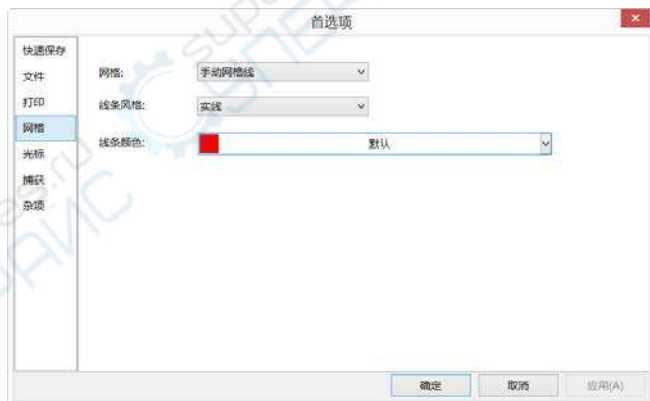 首选项
快速保存
文件
打印
网格
光标
捕获
杂项
网格: 手动网格线
线条风格: 实线
线条颜色: 默认
确定 取消 应用(A)